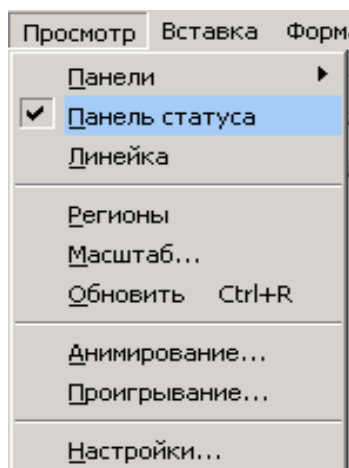 Просмотр Вставка Форм
Панели
Панель статуса
Линейка
Регионы
Масштаб...
Обновить Ctrl+R
Анимирование...
Проигрывание...
Настройки...